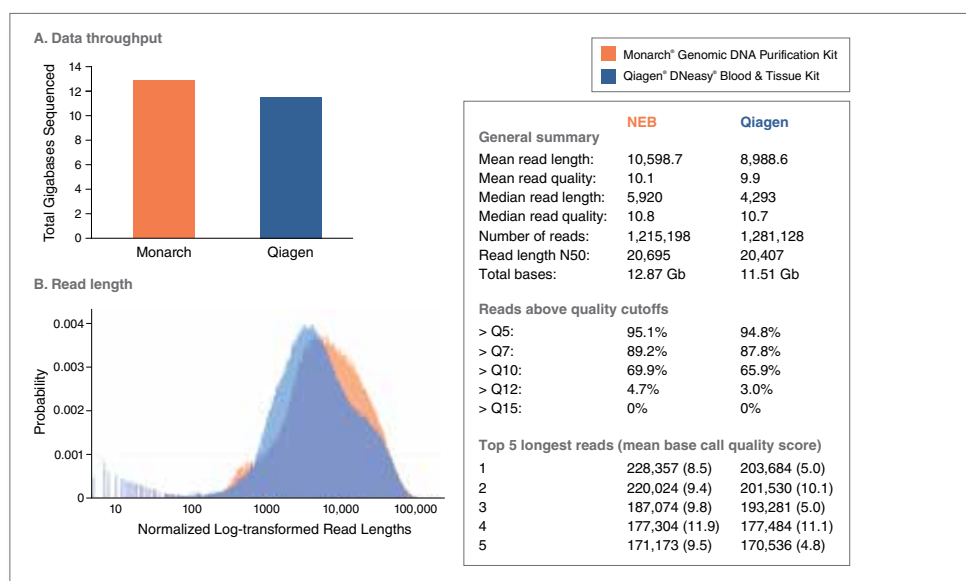 A. Data throughput
Monarch® Genomic DNA Purification Kit
Qiagen® DNeasy® Blood & Tissue Kit
Total Gigabases Sequenced
14
12
10
8
6
4
2
0
Monarch Qiagen
B. Read length
Probability
0.004
0.003
0.002
0.001
0
10 100 1000 10,000 100,000
Normalized Log-transformed Read Lengths
NEB Qiagen
General summary
Mean read length: 10,598.7 8,988.6
Mean read quality: 10.1 9.9
Median read length: 5,920 4,293
Median read quality: 10.8 10.7
Number of reads: 1,215,198 1,281,128
Read length N50: 20,695 20,407
Total bases: 12.87 Gb 11.51 Gb
Reads above quality cutoffs
> Q5: 95.1% 94.8%
> Q7: 89.2% 87.8%
> Q10: 69.9% 65.9%
> Q12: 4.7% 3.0%
> Q15: 0% 0%
Top 5 longest reads (mean base call quality score)
1 228,357 (8.5) 203,684 (5.0)
2 220,024 (9.4) 201,530 (10.1)
3 187,074 (9.8) 193,281 (5.0)
4 177,304 (11.9) 177,484 (11.1)
5 171,173 (9.5) 170,536 (4.8)